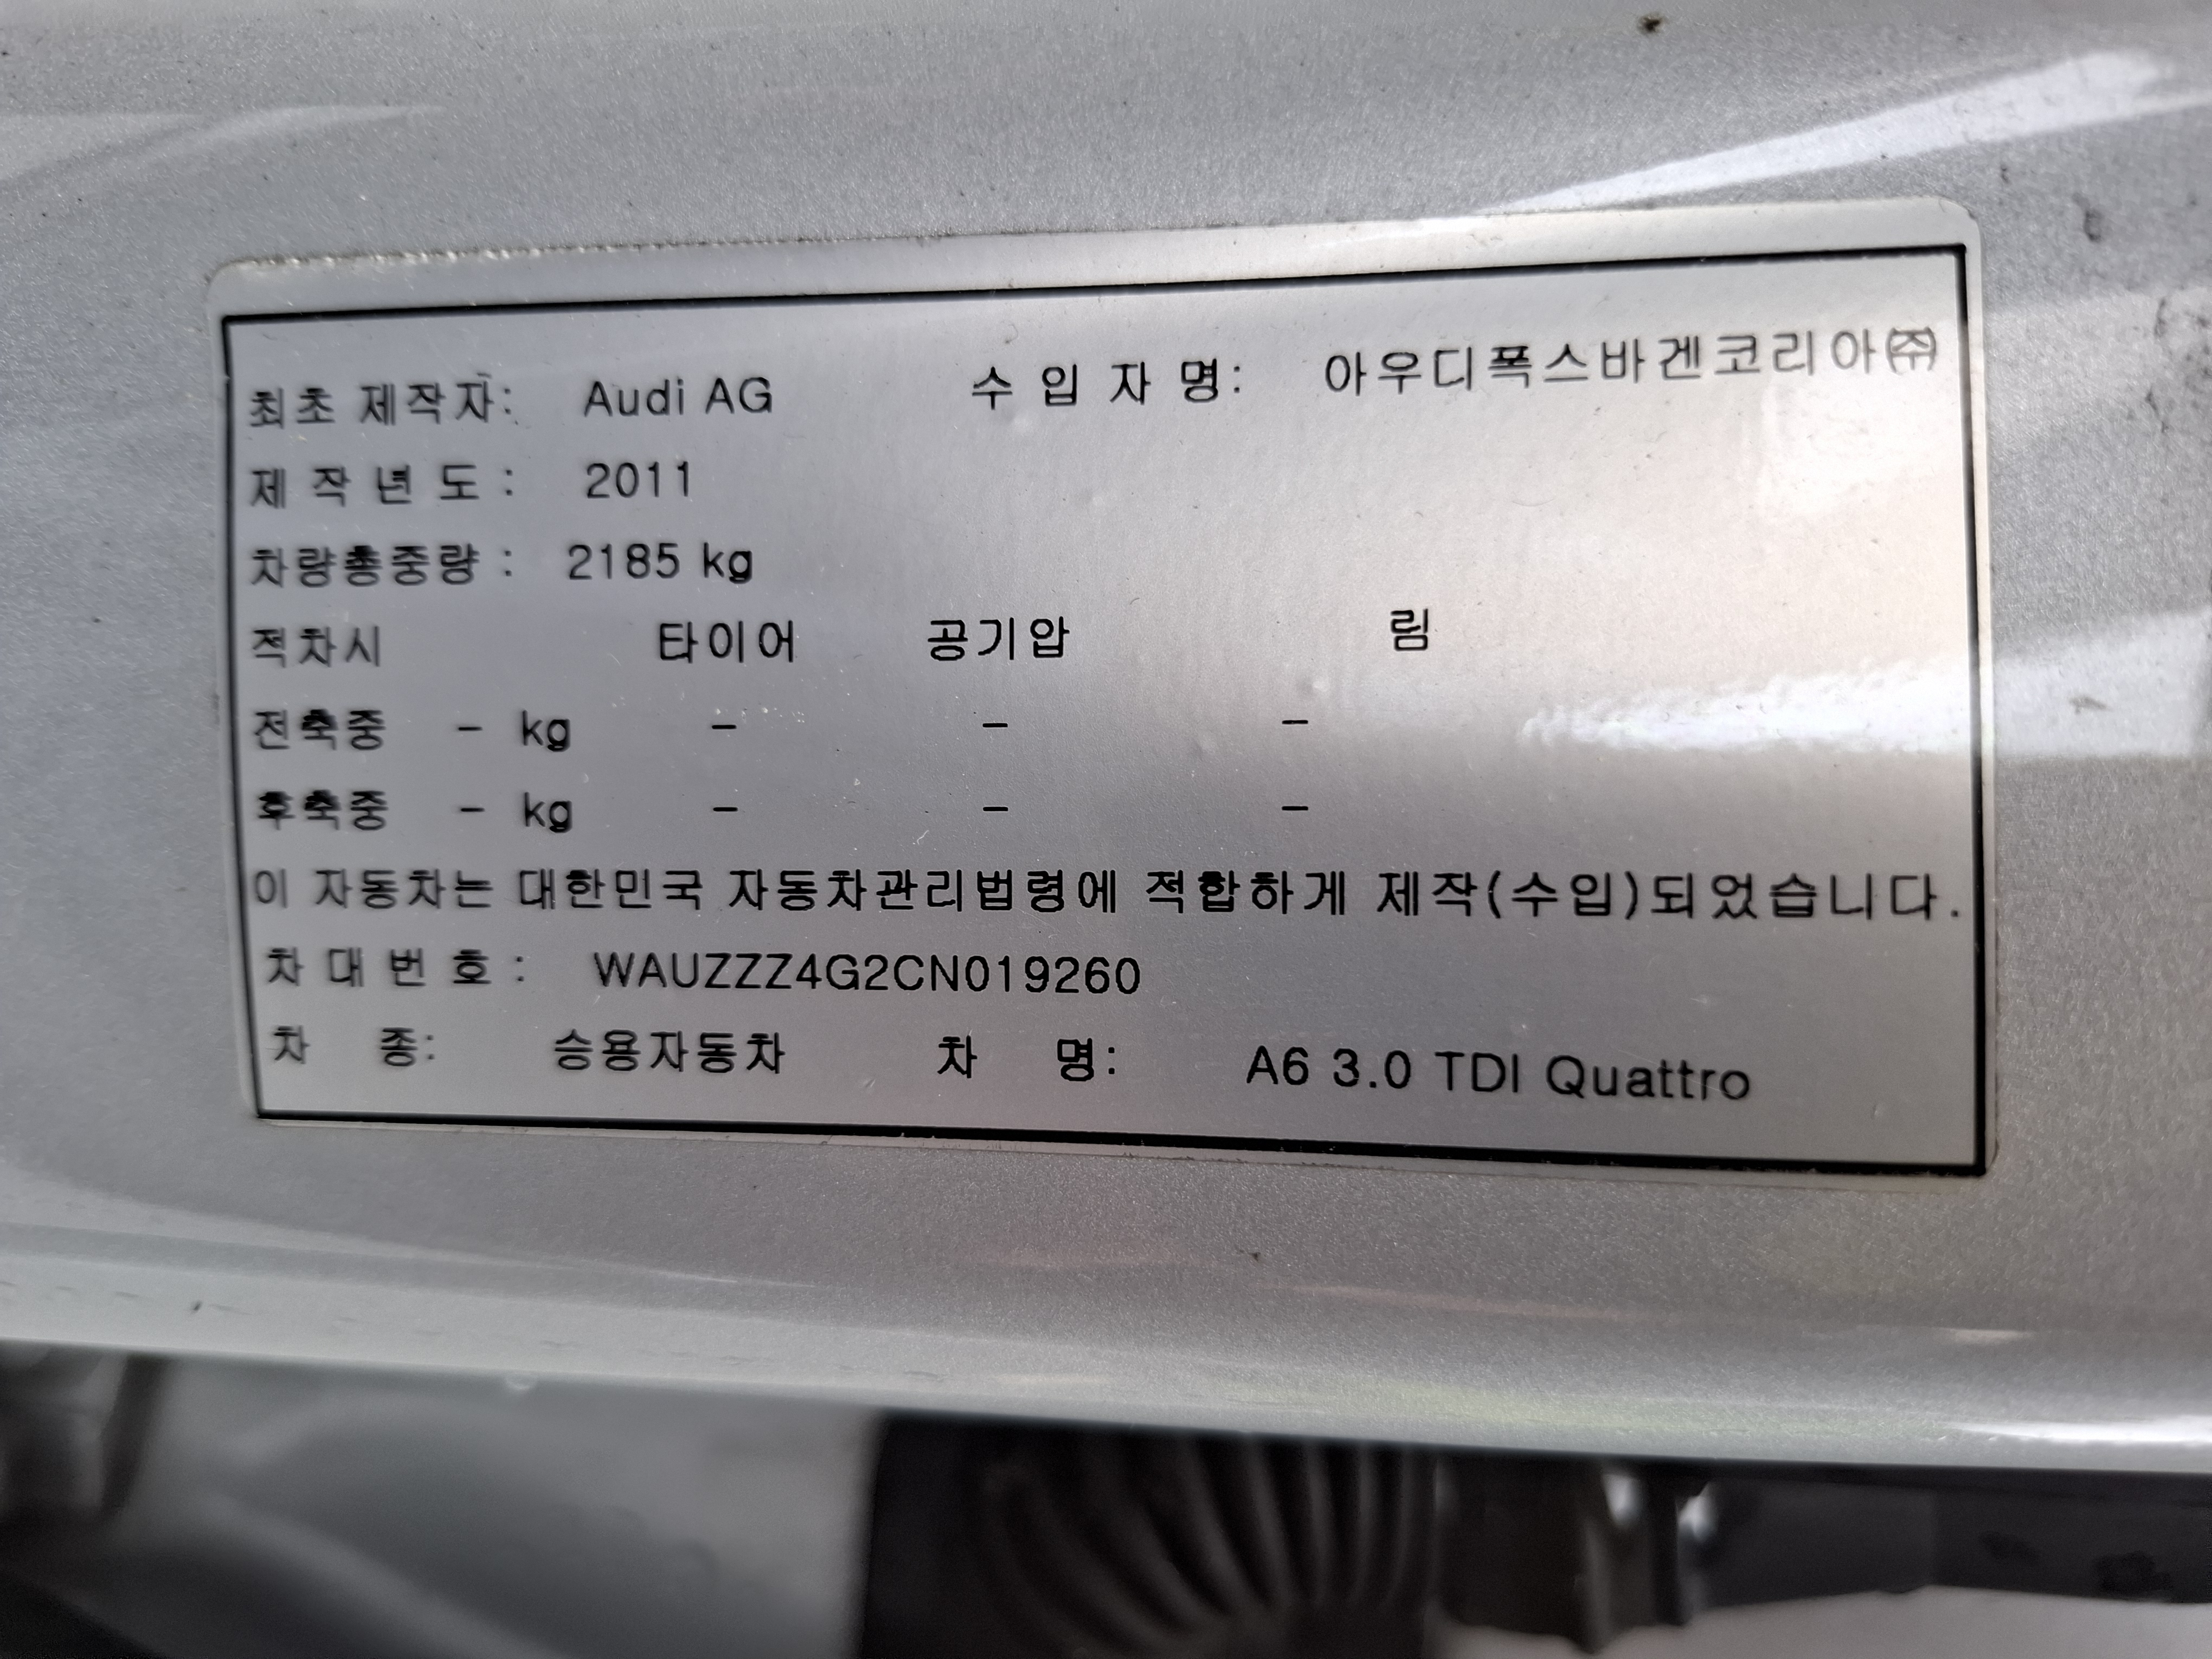 최초 제작자: Audi AG 수 입 자 명: 아우디폭스바겐코리아㈜
제 작 년 도 : 2011
차량총중량 : 2185 kg
적차시 타이어 공기압 림
전축중 - kg - - -
후축중 - kg - - -
이 자동차는 대한민국 자동차관리법령에 적합하게 제작(수입)되었습니다.
차 대 번 호 : WAUZZZ4G2CN019260
차 종: 승용자동차 차 명: A6 3.0 TDI Quattro